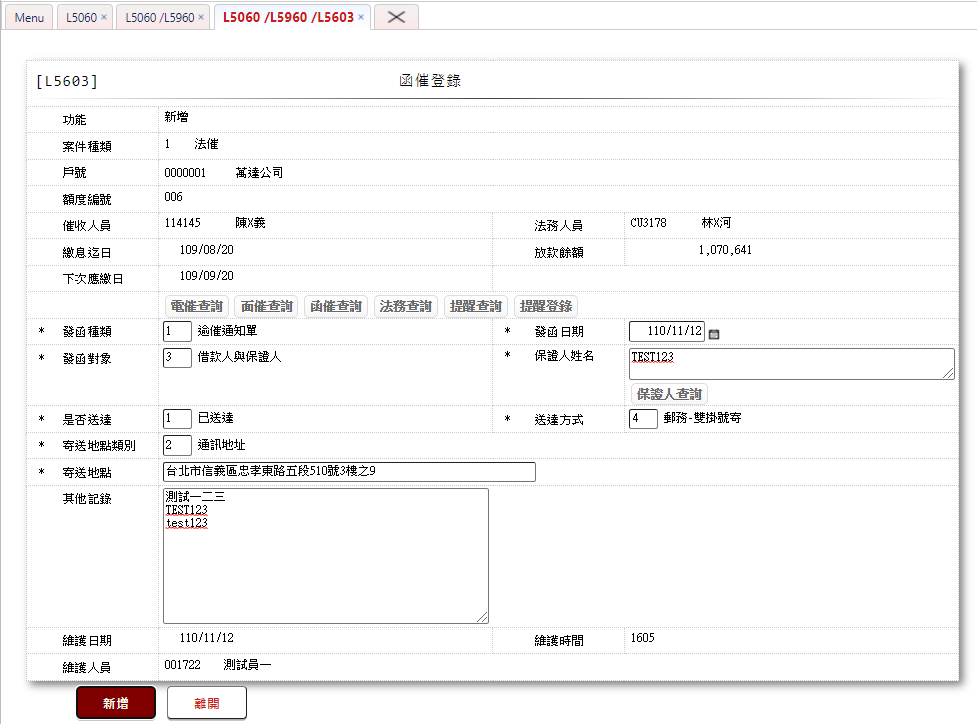 Menu L5060 × L5060 /L5960 × L5060 /L5960 /L5603 ×
[L5603] 函催登錄
功能 新增
案件種類 1 法催
戶號 0000001 萬達公司
額度編號 006
催收人員 114145 陳X義 法務人員 CU3178 林X河
繳息迄日 109/08/20 放款餘額 1,070,641
下次應繳日 109/09/20
電催查詢 面催查詢 函催查詢 法務查詢 提醒查詢 提醒登錄
* 發函種類 1 逾催通知單 * 發函日期 110/11/12
* 發函對象 3 借款人與保證人 * 保證人姓名 TEST123
保證人查詢
* 是否送達 1 已送達 * 送達方式 4 郵務-雙掛號寄
* 寄送地點類別 2 通訊地址
* 寄送地點 台北市信義區忠孝東路五段510號3樓之9
其他記錄 測試一二三
TEST123
test123
維護日期 110/11/12 維護時間 1605
維護人員 001722 測試員一
新增 離開